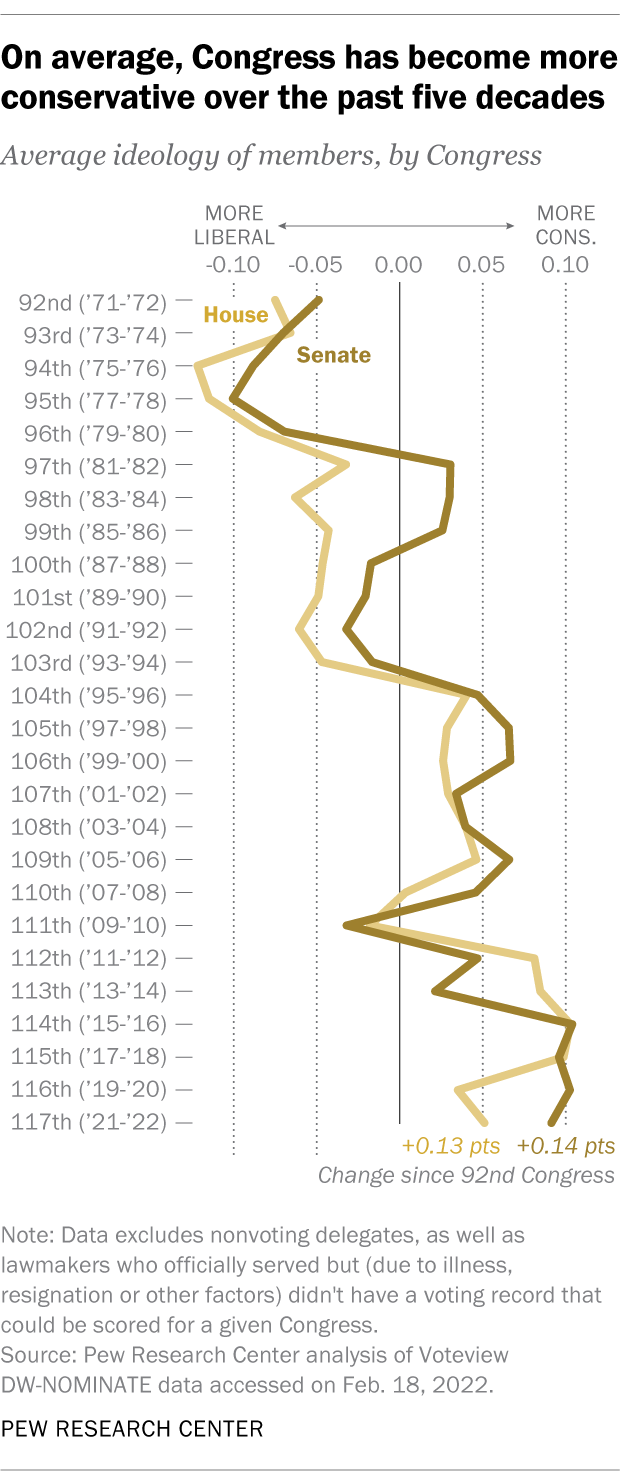 On average, Congress has become more
conservative over the past five decades
Average ideology of members, by Congress
MORE
LIBERAL
MORE
CONS.
-0.10
-0.05
0.00
0.05
0.10
92nd (’71-’72)
House
93rd (’73-’74)
Senate
94th (’75-’76)
95th (’77-’78)
96th (’79-’80)
97th (’81-’82)
98th (’83-’84)
99th (’85-’86)
100th (’87-’88)
101st (’89-’90)
102nd (’91-’92)
103rd (’93-’94)
104th (’95-’96)
105th (’97-’98)
106th (’99-’00)
107th (’01-’02)
108th (’03-’04)
109th (’05-’06)
110th (’07-’08)
111th (’09-’10)
112th (’11-’12)
113th (’13-’14)
114th (’15-’16)
115th (’17-’18)
116th (’19-’20)
117th (’21-’22)
+0.13 pts
+0.14 pts
Change since 92nd Congress
Note: Data excludes nonvoting delegates, as well as
lawmakers who officially served but (due to illness,
resignation or other factors) didn't have a voting record that
could be scored for a given Congress.
Source: Pew Research Center analysis of Voteview
DW-NOMINATE data accessed on Feb. 18, 2022.
PEW RESEARCH CENTER